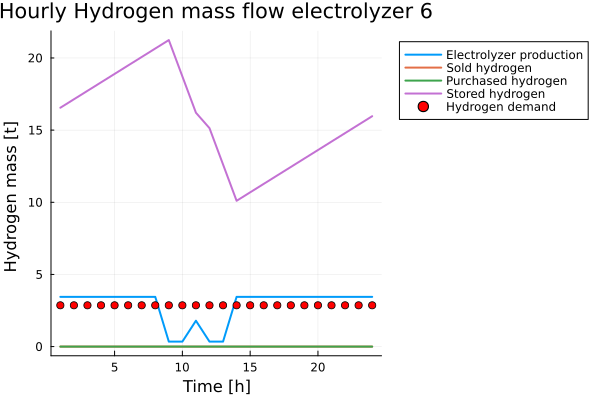 Hourly Hydrogen mass flow electrolyzer 6
Hydrogen mass [t]
20
15
10
5
0
5
10
15
20
Time [h]
Electrolyzer production
Sold hydrogen
Purchased hydrogen
Stored hydrogen
Hydrogen demand